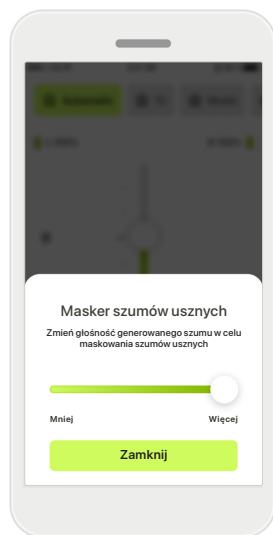 Masker szumów usznych
Zmień głośność generowanego szumu w celu
maskowania szumów usznych
Mniej
Więcej
Zamknij